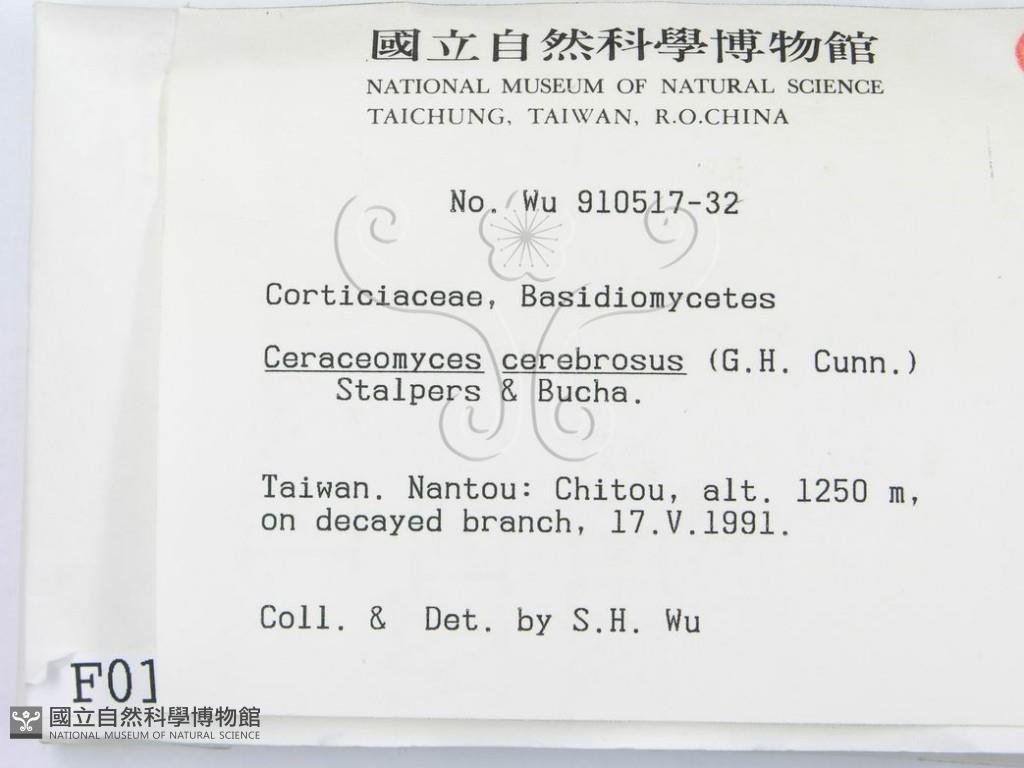 國立自然科學博物館
NATIONAL MUSEUM OF NATURAL SCIENCE
TAICHUNG, TAIWAN, R.O.CHINA
No. Wu 910517-32
Corticiaceae, Basidiomycetes
Ceraceomyces cerebrosus (G.H. Cunn.)
Stalpers & Bucha.
Taiwan. Nantou: Chitou, alt. 1250 m,
on decayed branch, 17.V.1991.
Coll. & Det. by S.H. Wu
F01
國立自然科學博物館
NATIONAL MUSEUM OF NATURAL SCIENCE